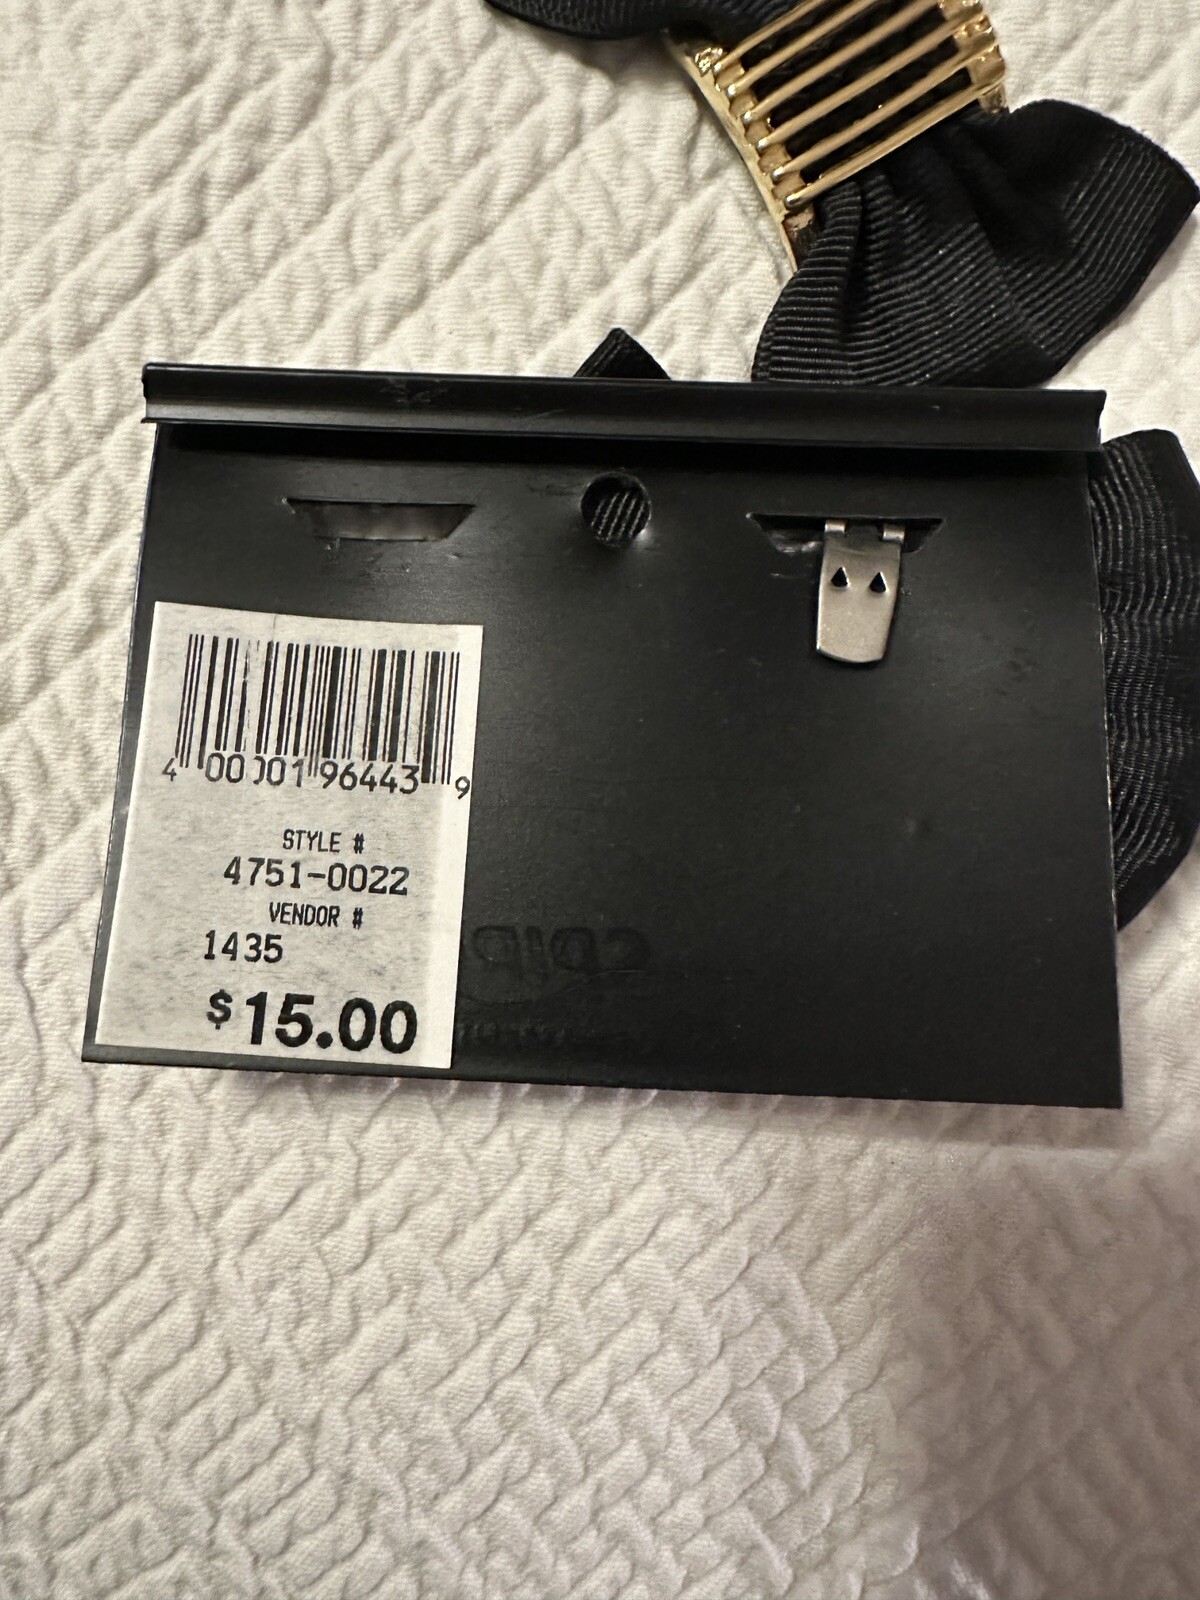 4 00001 96443 9
STYLE #
4751-0022
VENDOR #
1435
$15.00